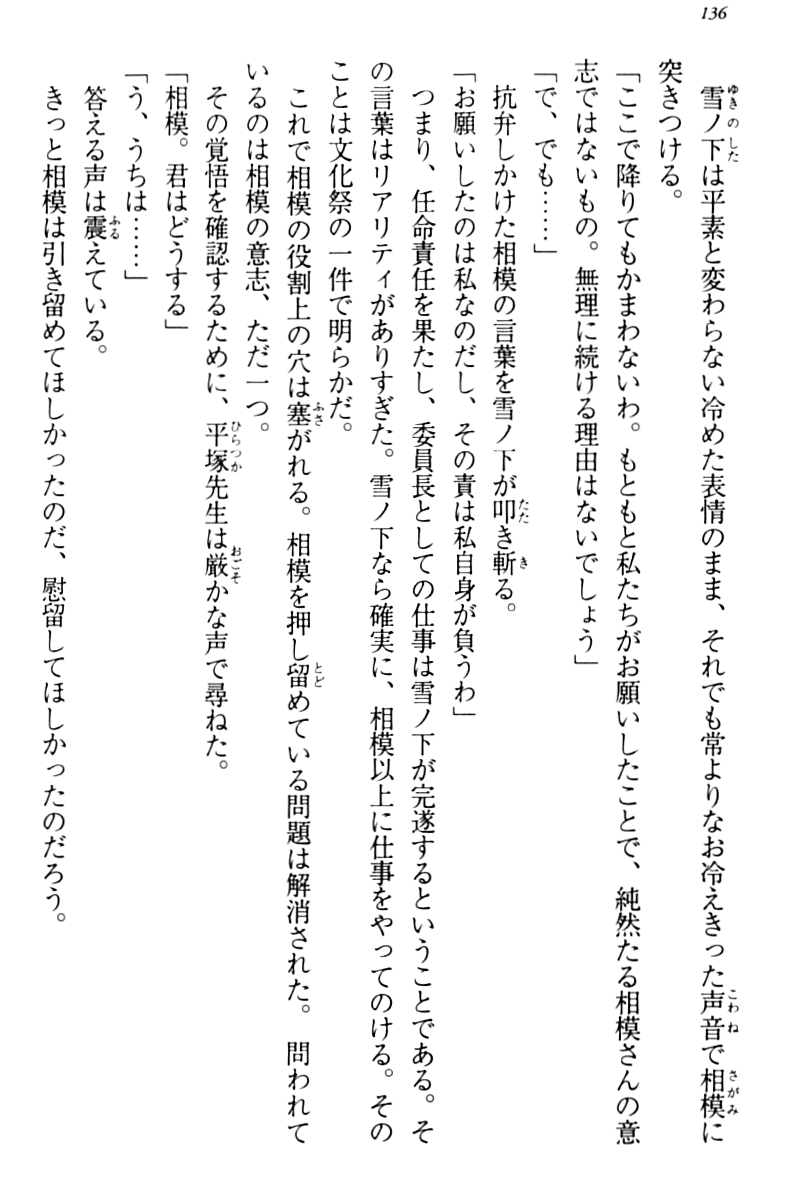 136
雪ノ下は平素と変わらない冷めた表情のまま、それでも常よりなお冷えきった声音で相模に
突きつける。
「ここで降りてもかまわないわ。もともと私たちがお願いしたことで、純然たる相模さんの意
志ではないもの。無理に続ける理由はないでしょう」
「で、でも……」
抗弁しかけた相模の言葉を雪ノ下が叩き斬る。
「お願いしたのは私なのだし、その責は私自身が負うわ」
つまり、任命責任を果たし、委員長としての仕事は雪ノ下が完遂するということである。そ
の言葉はリアリティがありすぎた。雪ノ下なら確実に、相模以上に仕事をやってのける。その
ことは文化祭の一件で明らかだ。
これで相模の役割上の穴は塞がれる。相模を押し留めている問題は解消された。問われて
いるのは相模の意志、ただ一つ。
その覚悟を確認するために、平塚先生は厳かな声で尋ねた。
「相模。君はどうする」
「う、うちは……」
答える声は震えている。
きっと相模は引き留めてほしかったのだ、慰留してほしかったのだろう。